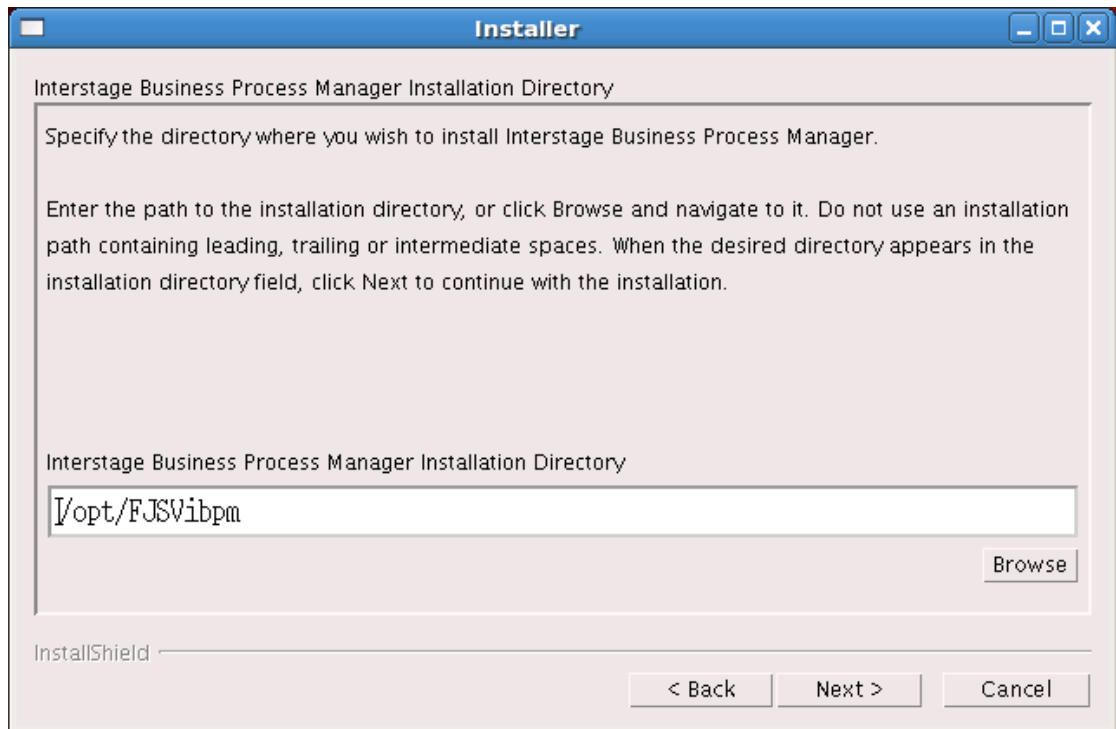 Installer
Interstage Business Process Manager Installation Directory
Specify the directory where you wish to install Interstage Business Process Manager.
Enter the path to the installation directory, or click Browse and navigate to it. Do not use an installation
path containing leading, trailing or intermediate spaces. When the desired directory appears in the
installation directory field, click Next to continue with the installation.
Interstage Business Process Manager Installation Directory
/opt/FJSVibpm
Browse
InstallShield
< Back Next > Cancel